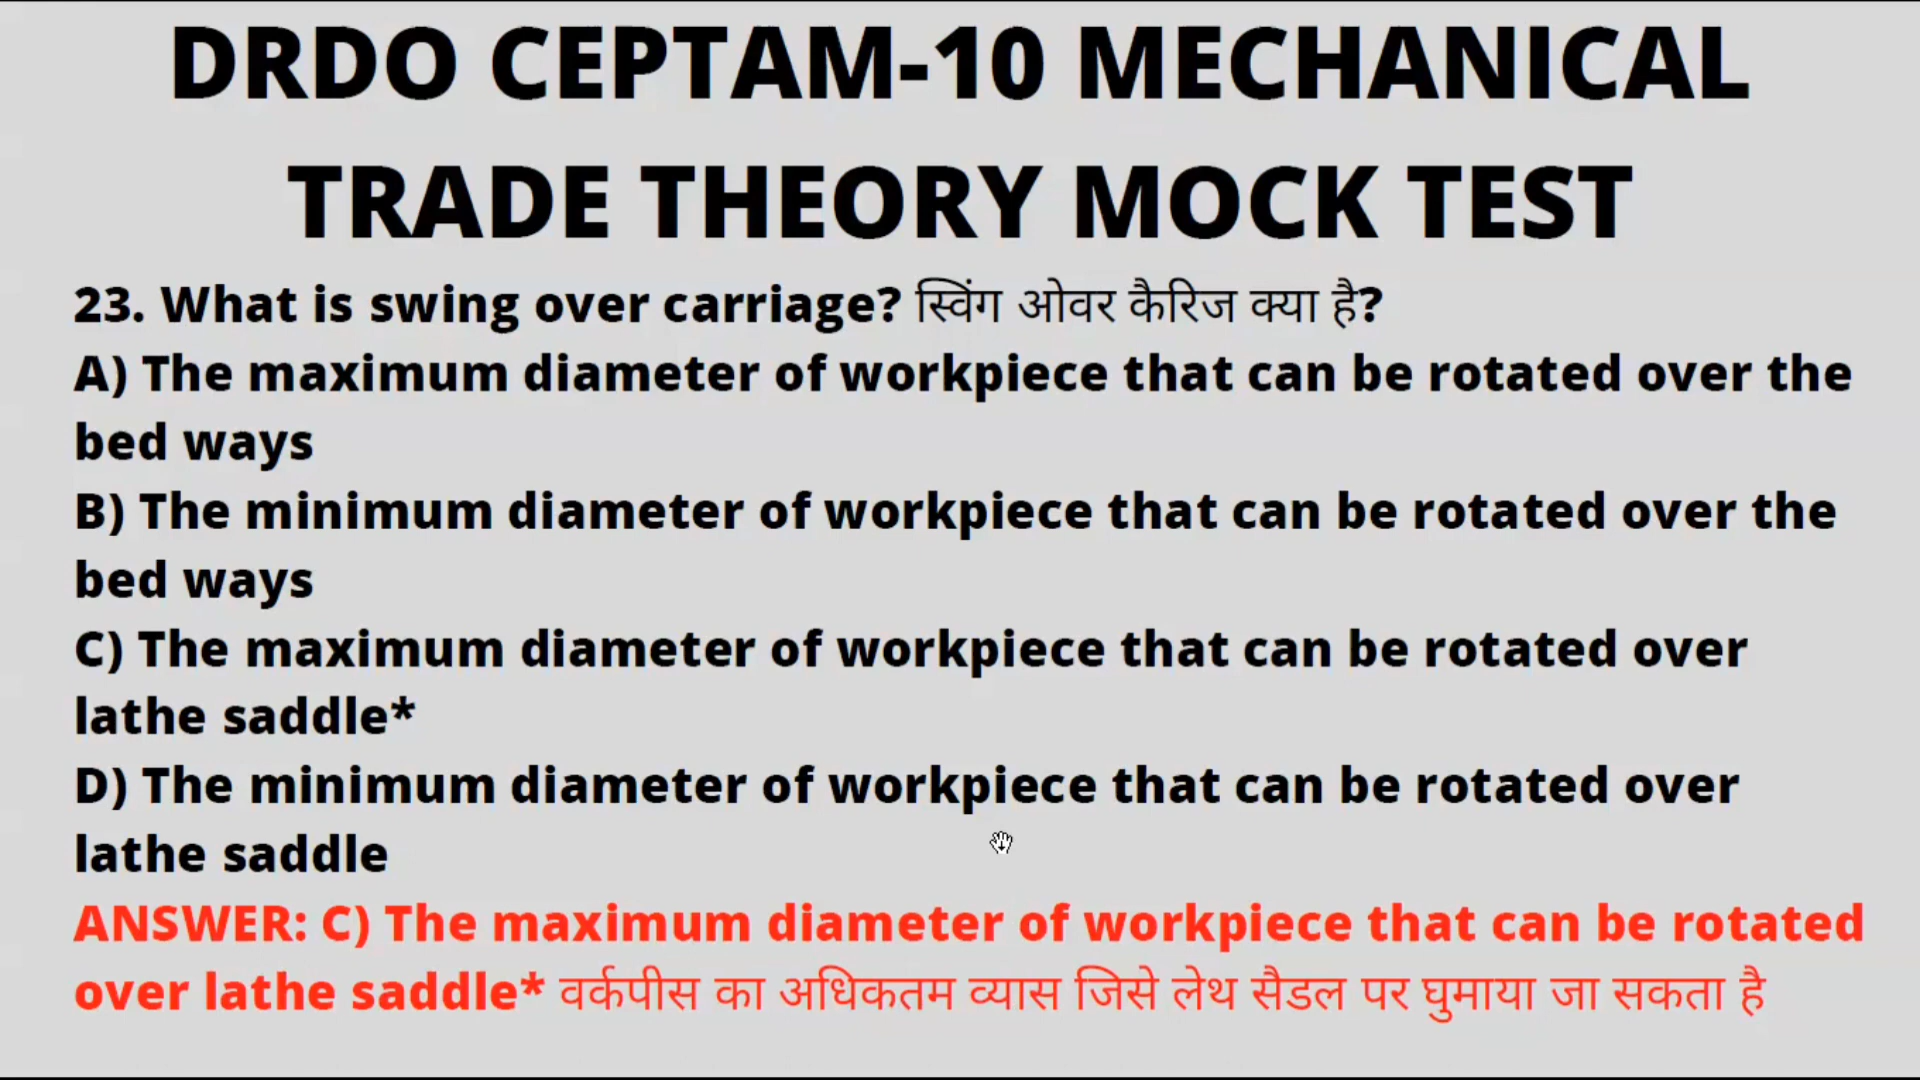 DRDO CEPTAM-10 MECHANICAL
TRADE THEORY MOCK TEST
23. What is swing over carriage? स्विंग ओवर कैरिज क्या है?
A) The maximum diameter of workpiece that can be rotated over the
bed ways
B) The minimum diameter of workpiece that can be rotated over the
bed ways
C) The maximum diameter of workpiece that can be rotated over
lathe saddle*
D) The minimum diameter of workpiece that can be rotated over
lathe saddle
ANSWER: C) The maximum diameter of workpiece that can be rotated
over lathe saddle* वर्कपीस का अधिकतम व्यास जिसे लेथ सैडल पर घुमाया जा सकता है